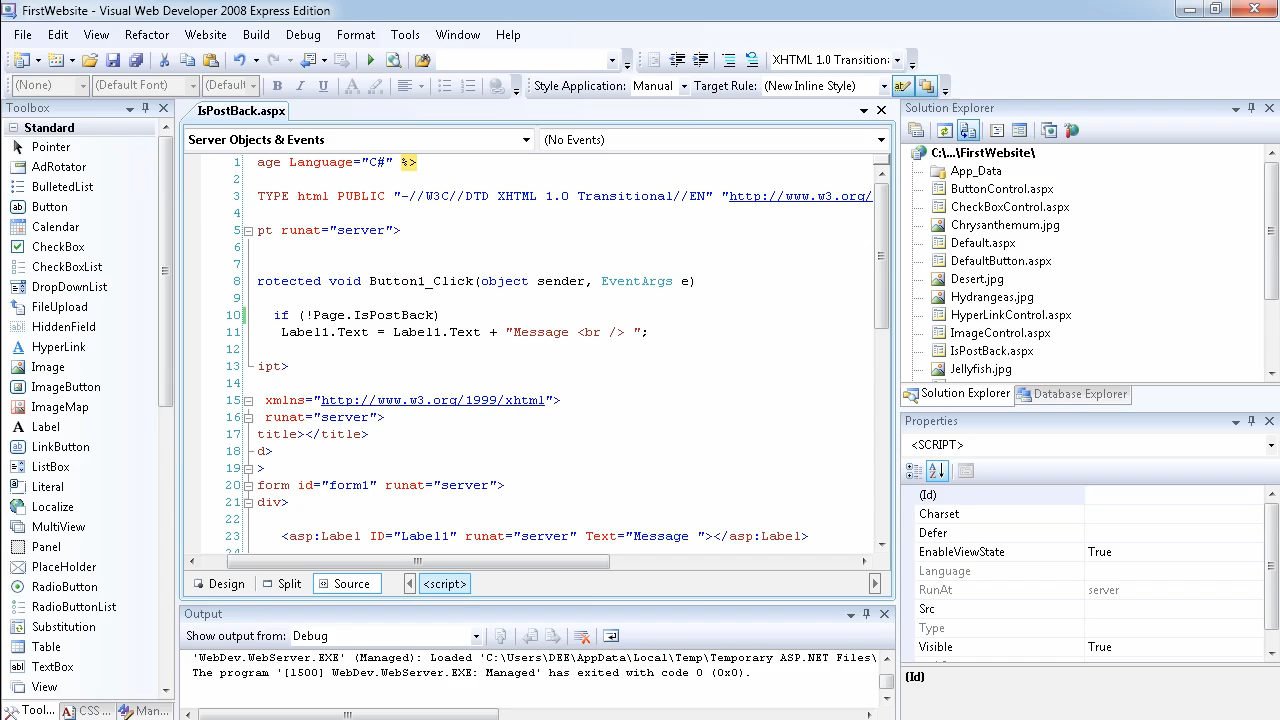 FirstWebsite - Visual Web Developer 2008 Express Edition
File Edit View Refactor Website Build Debug Format Tools Window Help
XHTML 1.0 Transition
(None) (Default Font) (Default B I U A Style Application: Manual Target Rule: (New Inline Style)
Toolbox
Standard
Pointer
AdRotator
BulletedList
Button
Calendar
CheckBox
CheckBoxList
DropDownList
FileUpload
HiddenField
HyperLink
Image
ImageButton
ImageMap
Label
LinkButton
ListBox
Literal
Localize
MultiView
Panel
PlaceHolder
RadioButton
RadioButtonList
Substitution
Table
TextBox
View
Tool... CSS ... Man...
IsPostBack.aspx
Server Objects & Events (No Events)
1 age Language="C#" %>
2
3 TYPE html PUBLIC "-//W3C//DTD XHTML 1.0 Transitional//EN" "http://www.w3.org/
4
5 pt runat="server">
6
7
8 rotected void Button1_Click(object sender, EventArgs e)
9
10 if (!Page.IsPostBack)
11 Label1.Text = Label1.Text + "Message <br /> ";
12
13 ipt>
14
15 xmlns="http://www.w3.org/1999/xhtml">
16 runat="server">
17 title></title>
18 d>
19 >
20 form id="form1" runat="server">
21 div>
22
23 <asp:Label ID="Label1" runat="server" Text="Message "></asp:Label>
Design Split Source <script>
Output
Show output from: Debug
'WebDev.WebServer.EXE' (Managed): Loaded 'C:\Users\DEE\AppData\Local\Temp\Temporary ASP.NET Files\
The program '[1500] WebDev.WebServer.EXE: Managed' has exited with code 0 (0x0).
Solution Explorer
C:\...\FirstWebsite\
App_Data
ButtonControl.aspx
CheckBoxControl.aspx
Chrysanthemum.jpg
Default.aspx
DefaultButton.aspx
Desert.jpg
Hydrangeas.jpg
HyperLinkControl.aspx
ImageControl.aspx
IsPostBack.aspx
Jellyfish.jpg
Solution Explorer Database Explorer
Properties
<SCRIPT>
(Id)
Charset
Defer
EnableViewState True
Language
RunAt server
Src
Type
Visible True
(Id)